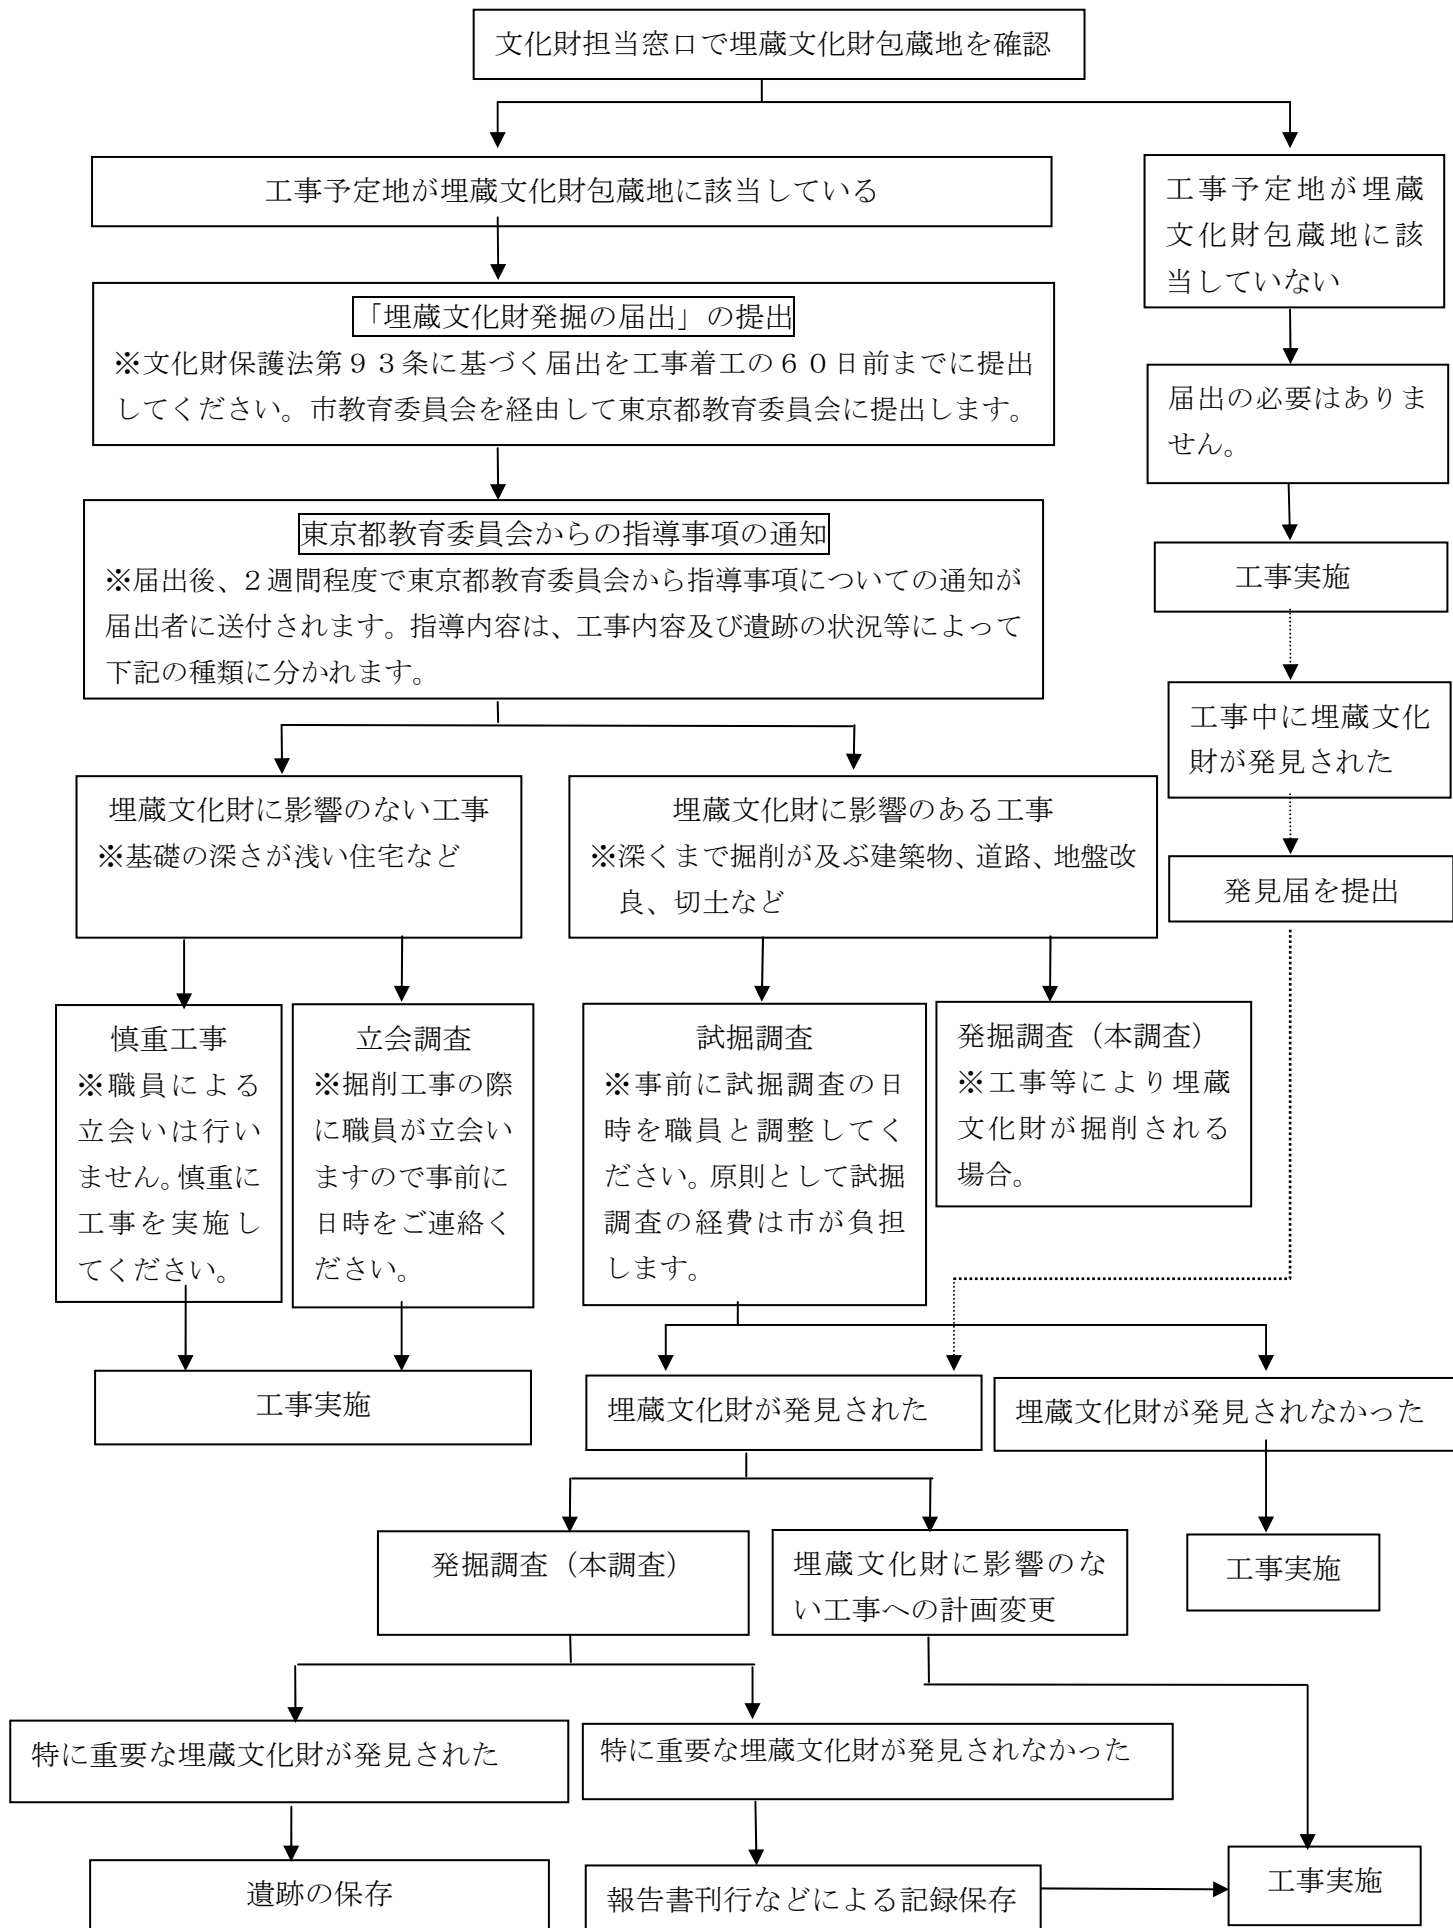 文化財担当窓口で埋蔵文化財包蔵地を確認
工事予定地が埋蔵文化財包蔵地に該当している
工事予定地が埋蔵
文化財包蔵地に該
当していない
「埋蔵文化財発掘の届出」の提出
※文化財保護法第９３条に基づく届出を工事着工の６０日前までに提出
してください。市教育委員会を経由して東京都教育委員会に提出します。
届出の必要はありま
せん。
東京都教育委員会からの指導事項の通知
※届出後、２週間程度で東京都教育委員会から指導事項についての通知が
届出者に送付されます。指導内容は、工事内容及び遺跡の状況等によって
下記の種類に分かれます。
工事実施
工事中に埋蔵文化
財が発見された
発見届を提出
埋蔵文化財に影響のない工事
※基礎の深さが浅い住宅など
埋蔵文化財に影響のある工事
※深くまで掘削が及ぶ建築物、道路、地盤改
良、切土など
慎重工事
※職員による
立会いは行い
ません。慎重に
工事を実施し
てください。
立会調査
※掘削工事の際
に職員が立会い
ますので事前に
日時をご連絡く
ださい。
試掘調査
※事前に試掘調査の日
時を職員と調整してく
ださい。原則として試掘
調査の経費は市が負担
します。
発掘調査（本調査）
※工事等により埋蔵
文化財が掘削される
場合。
工事実施
埋蔵文化財が発見された
埋蔵文化財が発見されなかった
発掘調査（本調査）
埋蔵文化財に影響のな
い工事への計画変更
工事実施
特に重要な埋蔵文化財が発見された
特に重要な埋蔵文化財が発見されなかった
遺跡の保存
報告書刊行などによる記録保存
工事実施